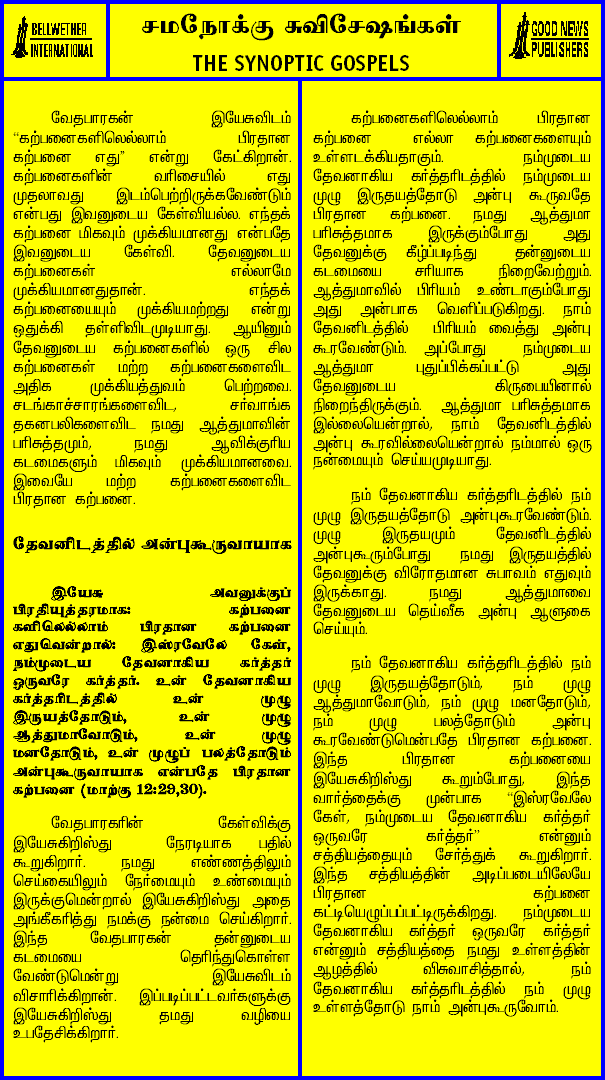 BELLWETHER
INTERNATIONAL
சமநோக்கு சுவிசேஷங்கள்
THE SYNOPTIC GOSPELS
GOOD NEWS
PUBLISHERS
வேதபாரகன் இயேசுவிடம்
“கற்பனைகளிலெல்லாம் பிரதான
கற்பனை எது” என்று கேட்கிறான்.
கற்பனைகளின் வரிசையில் எது
முதலாவது இடம்பெற்றிருக்கவேண்டும்
என்பது இவனுடைய கேள்வியல்ல. எந்தக்
கற்பனை மிகவும் முக்கியமானது என்பதே
இவனுடைய கேள்வி. தேவனுடைய
கற்பனைகள் எல்லாமே
முக்கியமானதுதான். எந்தக்
கற்பனையையும் முக்கியமற்றது என்று
ஒதுக்கி தள்ளிவிடமுடியாது. ஆயினும்
தேவனுடைய கற்பனைகளில் ஒரு சில
கற்பனைகள் மற்ற கற்பனைகளைவிட
அதிக முக்கியத்துவம் பெற்றவை.
சடங்காச்சாரங்களைவிட, சர்வாங்க
தகனபலிகளைவிட நமது ஆத்துமாவின்
பரிசுத்தமும், நமது ஆவிக்குரிய
கடமைகளும் மிகவும் முக்கியமானவை.
இவையே மற்ற கற்பனைகளைவிட
பிரதான கற்பனை.
தேவனிடத்தில் அன்புகூருவாயாக
இயேசு அவனுக்குப்
பிரதியுத்தரமாக: கற்பனை
களிலெல்லாம் பிரதான கற்பனை
எதுவென்றால்: இஸ்ரவேலே கேள்,
நம்முடைய தேவனாகிய கர்த்தர்
ஒருவரே கர்த்தர். உன் தேவனாகிய
கர்த்தரிடத்தில் உன் முழு
இருயத்தோடும், உன் முழு
ஆத்துமாவோடும், உன் முழு
மனதோடும், உன் முழுப் பலத்தோடும்
அன்புகூருவாயாக என்பதே பிரதான
கற்பனை (மாற்கு 12:29,30).
வேதபாரகரின் கேள்விக்கு
இயேசுகிறிஸ்து நேரடியாக பதில்
கூறுகிறார். நமது எண்ணத்திலும்
செய்கையிலும் நேர்மையும் உண்மையும்
இருக்குமென்றால் இயேசுகிறிஸ்து அதை
அங்கீகரித்து நமக்கு நன்மை செய்கிறார்.
இந்த வேதபாரகன் தன்னுடைய
கடமையை தெரிந்துகொள்ள
வேண்டுமென்று இயேசுவிடம்
விசாரிக்கிறான். இப்படிப்பட்டவர்களுக்கு
இயேசுகிறிஸ்து தமது வழியை
உபதேசிக்கிறார்.
கற்பனைகளிலெல்லாம் பிரதான
கற்பனை எல்லா கற்பனைகளையும்
உள்ளடக்கியதாகும். நம்முடைய
தேவனாகிய கர்த்தரிடத்தில் நம்முடைய
முழு இருதயத்தோடு அன்பு கூருவதே
பிரதான கற்பனை. நமது ஆத்துமா
பரிசுத்தமாக இருக்கும்போது அது
தேவனுக்கு கீழ்ப்படிந்து தன்னுடைய
கடமையை சரியாக நிறைவேற்றும்.
ஆத்துமாவில் பிரியம் உண்டாகும்போது
அது அன்பாக வெளிப்படுகிறது. நாம்
தேவனிடத்தில் பிரியம் வைத்து அன்பு
கூரவேண்டும். அப்போது நம்முடைய
ஆத்துமா புதுப்பிக்கப்பட்டு அது
தேவனுடைய கிருபையினால்
நிறைந்திருக்கும். ஆத்துமா பரிசுத்தமாக
இல்லையென்றால், நாம் தேவனிடத்தில்
அன்பு கூரவில்லையென்றால் நம்மால் ஒரு
நன்மையும் செய்யமுடியாது.
நம் தேவனாகிய கர்த்தரிடத்தில் நம்
முழு இருதயத்தோடு அன்புகூரவேண்டும்.
முழு இருதயமும் தேவனிடத்தில்
அன்புகூரும்போது நமது இருதயத்தில்
தேவனுக்கு விரோதமான சுபாவம் எதுவும்
இருக்காது. நமது ஆத்துமாவை
தேவனுடைய தெய்வீக அன்பு ஆளுகை
செய்யும்.
நம் தேவனாகிய கர்த்தரிடத்தில் நம்
முழு இருதயத்தோடும், நம் முழு
ஆத்துமாவோடும், நம் முழு மனதோடும்,
நம் முழு பலத்தோடும் அன்பு
கூரவேண்டுமென்பதே பிரதான கற்பனை.
இந்த பிரதான கற்பனையை
இயேசுகிறிஸ்து கூறும்போது, இந்த
வார்த்தைக்கு முன்பாக “இஸ்ரவேலே
கேள், நம்முடைய தேவனாகிய கர்த்தர்
ஒருவரே கர்த்தர்” என்னும்
சத்தியத்தையும் சேர்த்துக் கூறுகிறார்.
இந்த சத்தியத்தின் அடிப்படையிலேயே
பிரதான கற்பனை
கட்டியெழுப்பப்பட்டிருக்கிறது. நம்முடைய
தேவனாகிய கர்த்தர் ஒருவரே கர்த்தர்
என்னும் சத்தியத்தை நமது உள்ளத்தின்
ஆழத்தில் விசுவாசித்தால், நம்
தேவனாகிய கர்த்தரிடத்தில் நம் முழு
உள்ளத்தோடு நாம் அன்புகூருவோம்.